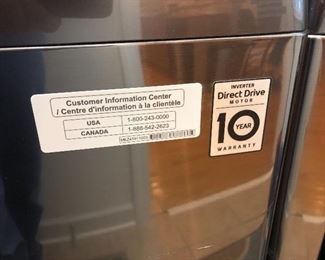 Customer Information Center
/ Centre d'information à la clientèle
USA 1-800-243-0000
CANADA 1-888-542-2623
INVERTER
Direct Drive
MOTOR
10
YEAR
WARRANTY